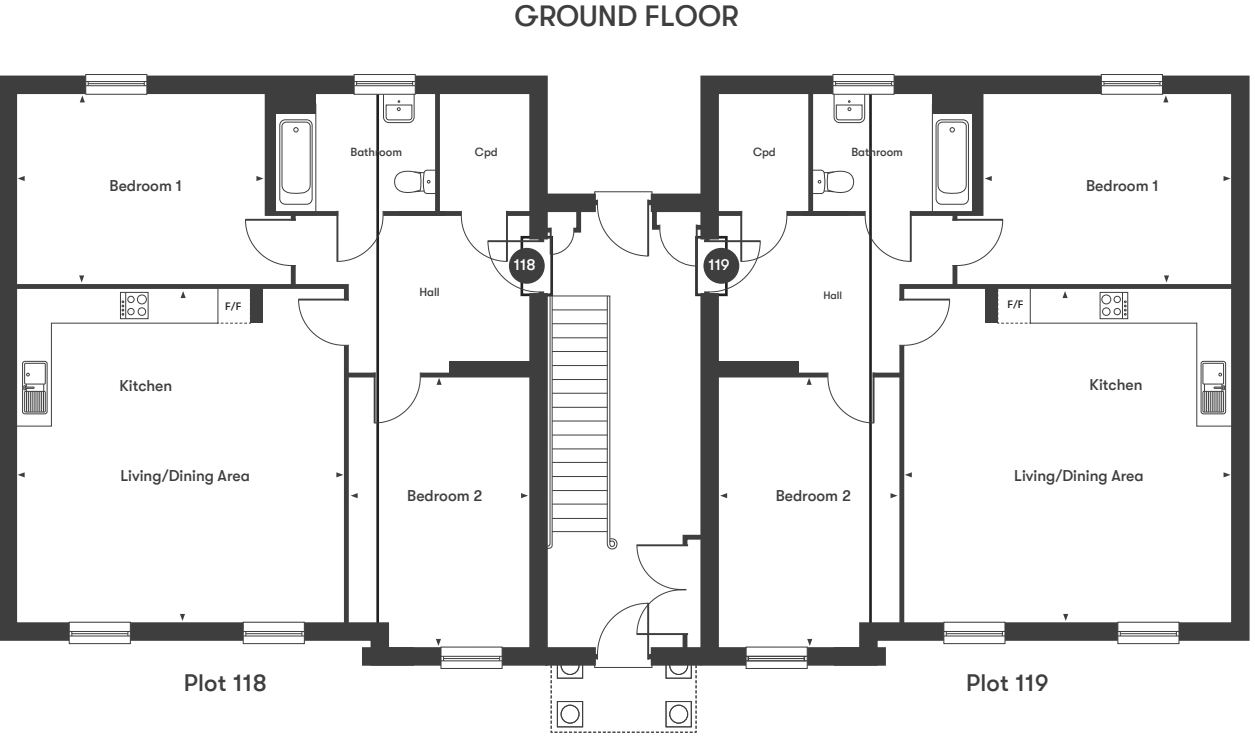 GROUND FLOOR
Bathroom
Cpd
Cpd
Bathroom
Bedroom 1
Bedroom 1
118
119
Hall
Hall
F/F
F/F
Kitchen
Kitchen
Living/Dining Area
Living/Dining Area
Bedroom 2
Bedroom 2
Plot 118
Plot 119